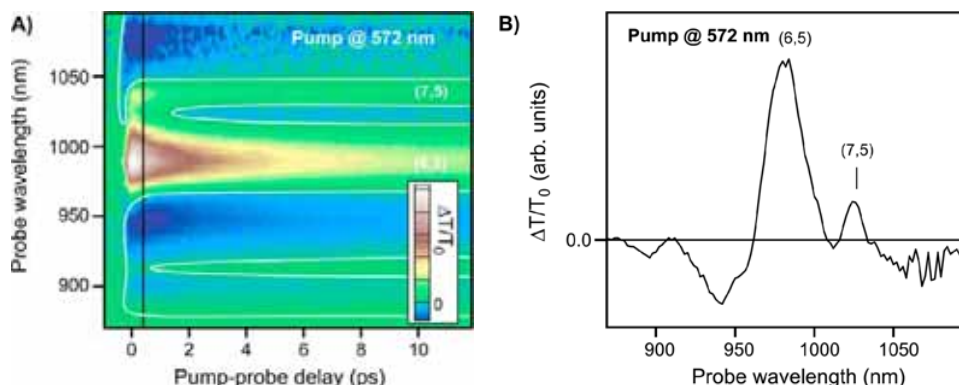 A)
Pump @ 572 nm
(7,5)
ΔT/T0
0
1050
1000
950
900
Probe wavelength (nm)
0
2
4
6
8
10
Pump-probe delay (ps)
B)
Pump @ 572 nm
(6,5)
(7,5)
ΔT/T0 (arb. units)
0.0
900
950
1000
1050
Probe wavelength (nm)